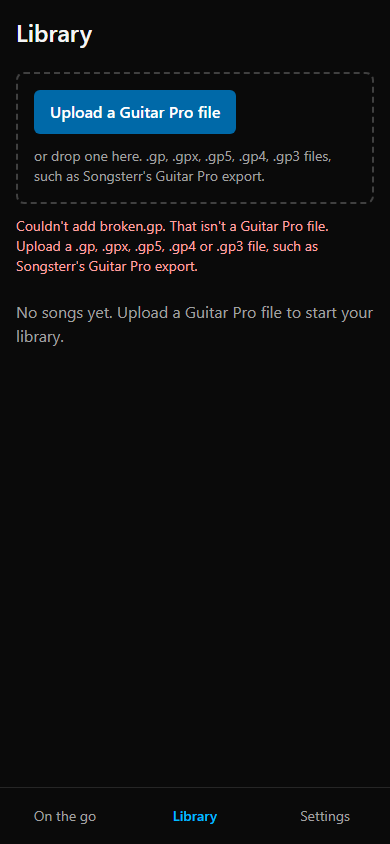 Library
Upload a Guitar Pro file
or drop one here. .gp, .gpx, .gp5, .gp4, .gp3 files,
such as Songsterr's Guitar Pro export.
Couldn't add broken.gp. That isn't a Guitar Pro file.
Upload a .gp, .gpx, .gp5, .gp4 or .gp3 file, such as
Songsterr's Guitar Pro export.
No songs yet. Upload a Guitar Pro file to start your
library.
On the go
Library
Settings